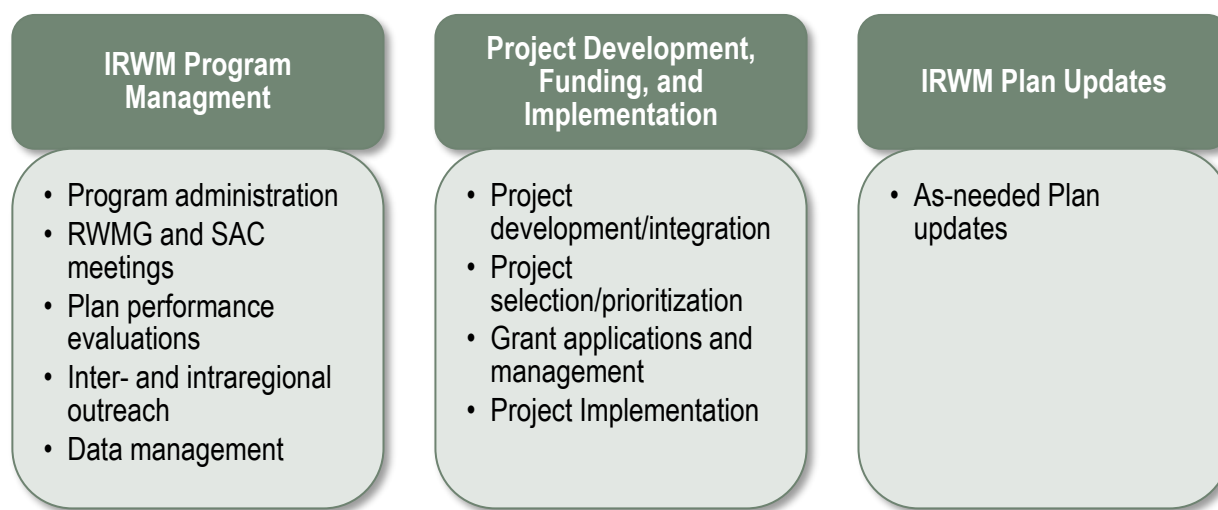 IRWM Program
Managment
• Program administration
• RWMG and SAC
meetings
• Plan performance
evaluations
• Inter- and intraregional
outreach
• Data management
Project Development,
Funding, and
Implementation
• Project
development/integration
• Project
selection/prioritization
• Grant applications and
management
• Project Implementation
IRWM Plan Updates
• As-needed Plan
updates